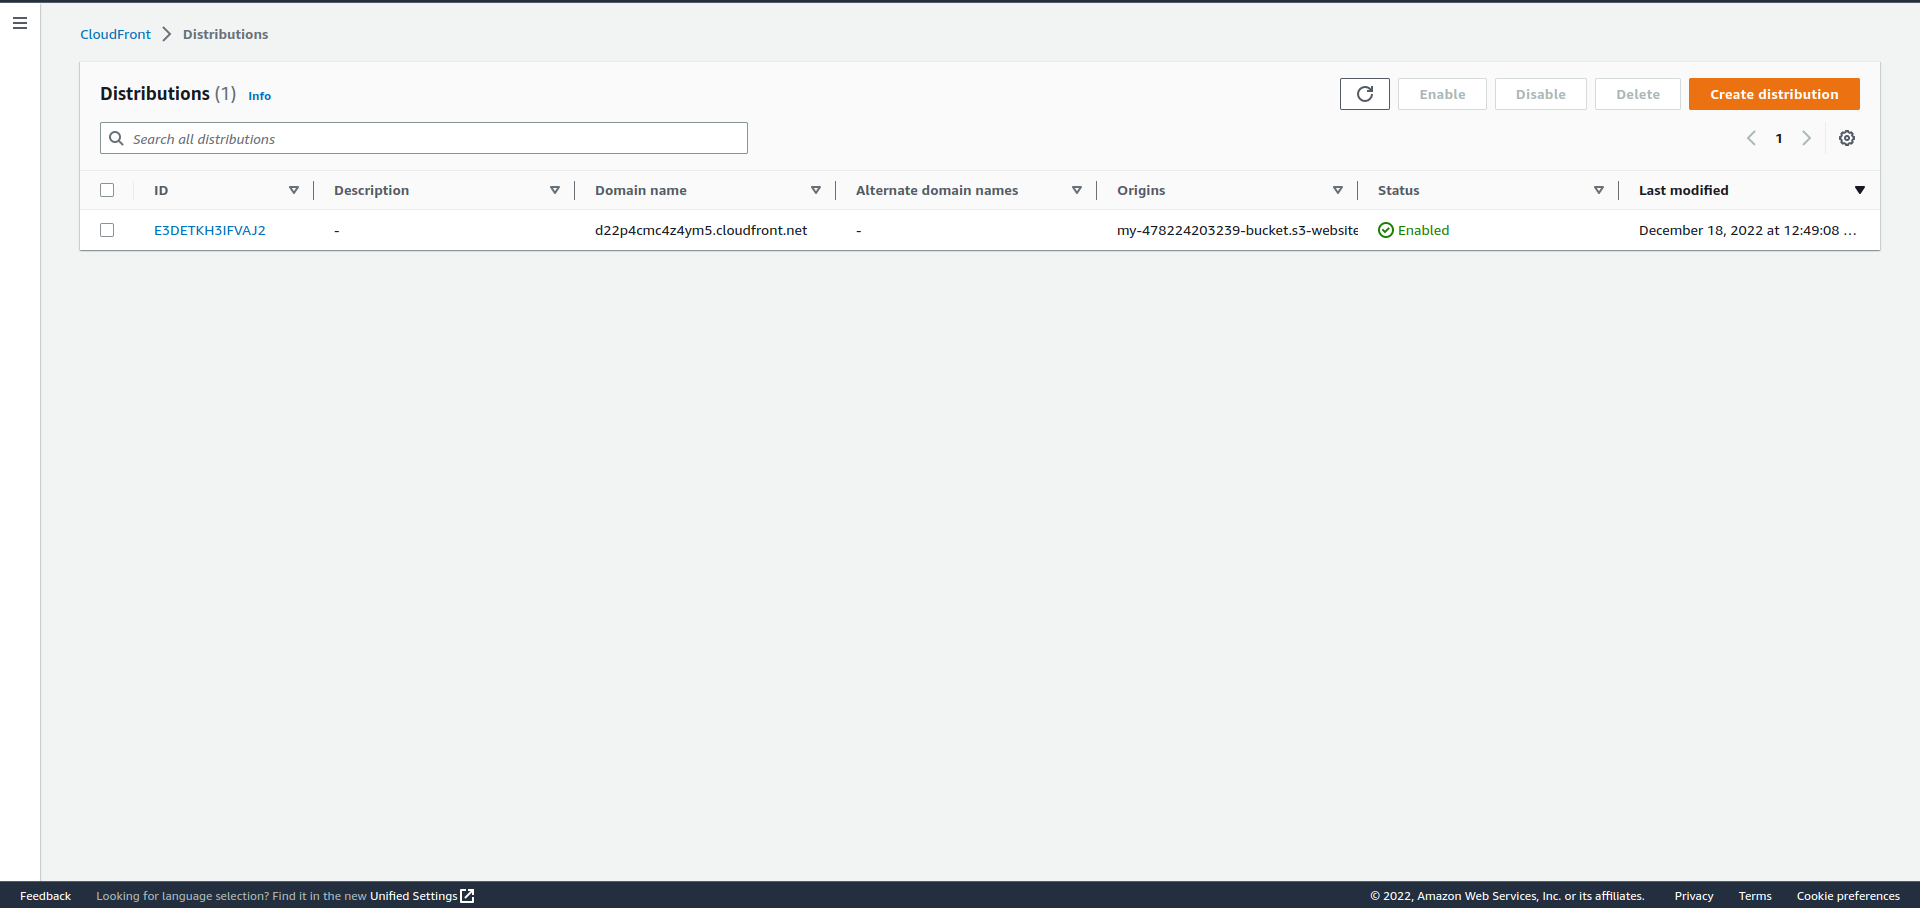 CloudFront Distributions
Distributions (1) Info
Enable Disable Delete Create distribution
Search all distributions
1
ID Description Domain name Alternate domain names Origins Status Last modified
E3DETKH3IFVAJ2 - d22p4cmc4z4ym5.cloudfront.net - my-478224203239-bucket.s3-website Enabled December 18, 2022 at 12:49:08 ...
Feedback Looking for language selection? Find it in the new Unified Settings © 2022, Amazon Web Services, Inc. or its affiliates. Privacy Terms Cookie preferences